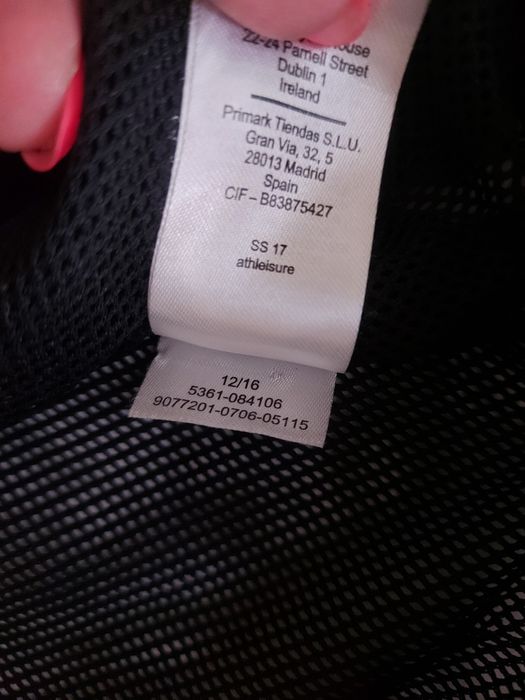 22-24 Parnell Street
Dublin 1
Ireland
Primark Tiendas S.L.U.
Gran Via, 32, 5
28013 Madrid
Spain
CIF – B83875427
SS 17
athleisure
12/16
5361-084106
9077201-0706-05115